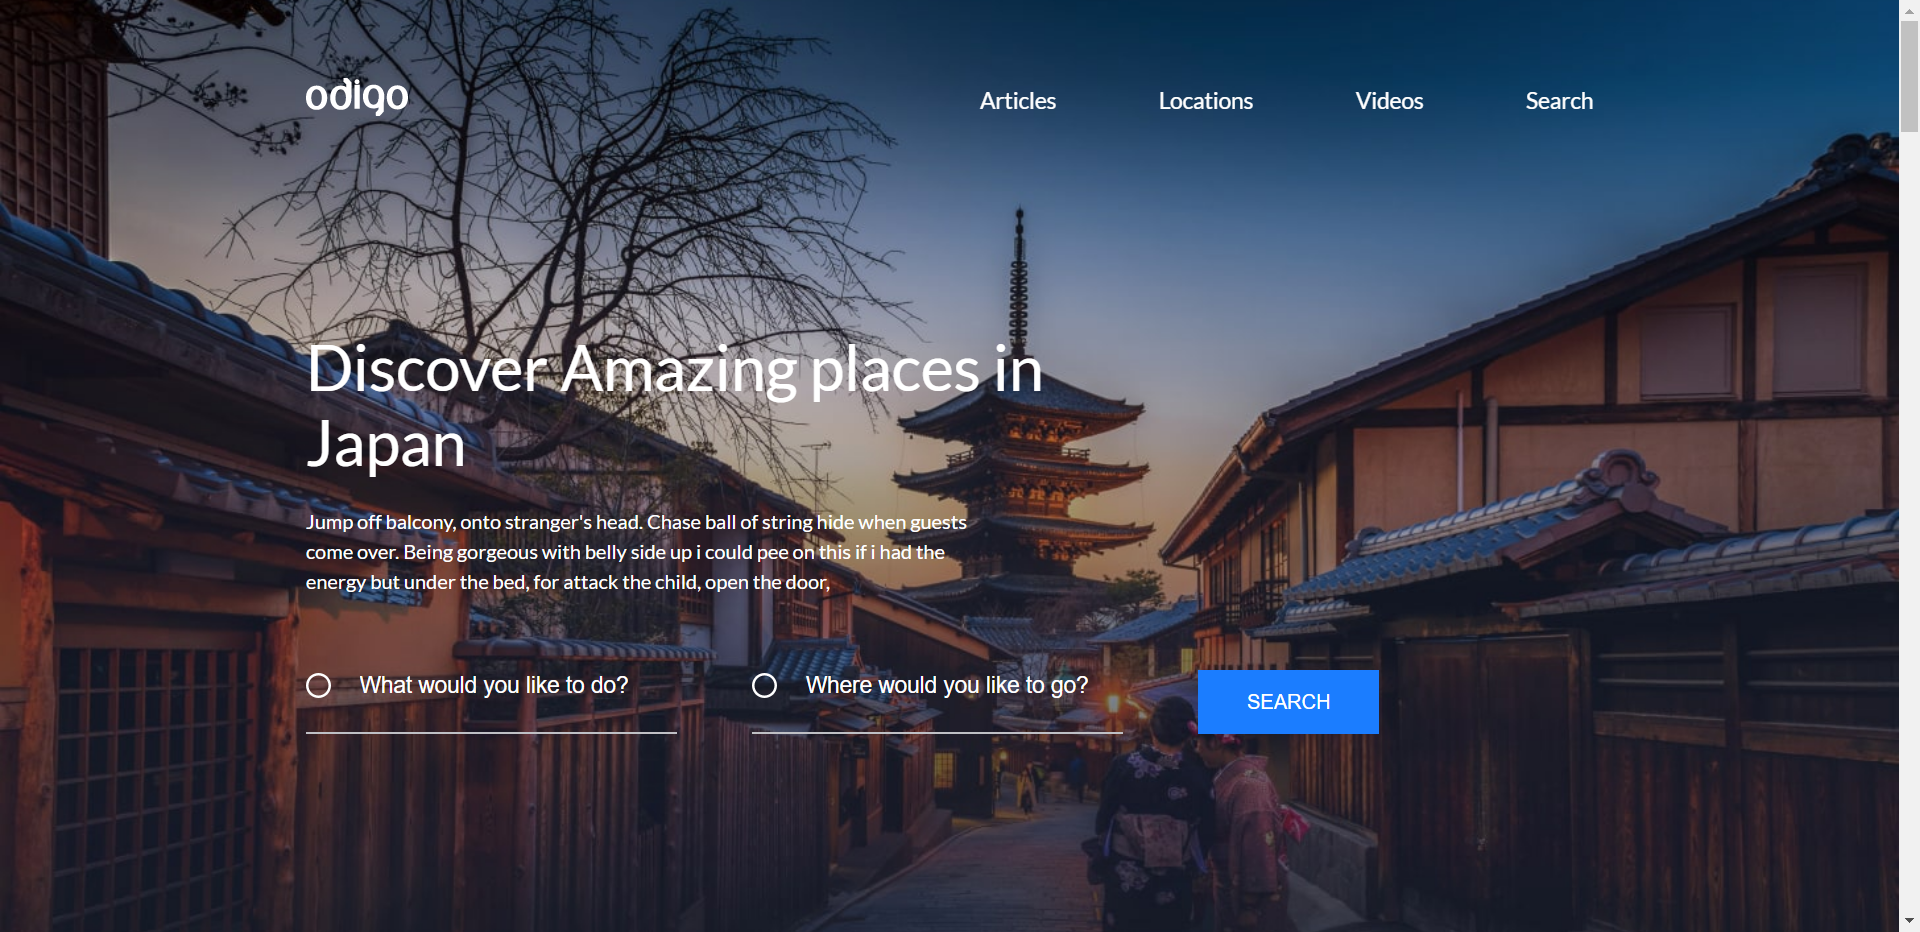 odigo
Articles
Locations
Videos
Search
Discover Amazing places in
Japan
Jump off balcony, onto stranger's head. Chase ball of string hide when guests
come over. Being gorgeous with belly side up i could pee on this if i had the
energy but under the bed, for attack the child, open the door,
What would you like to do?
Where would you like to go?
SEARCH